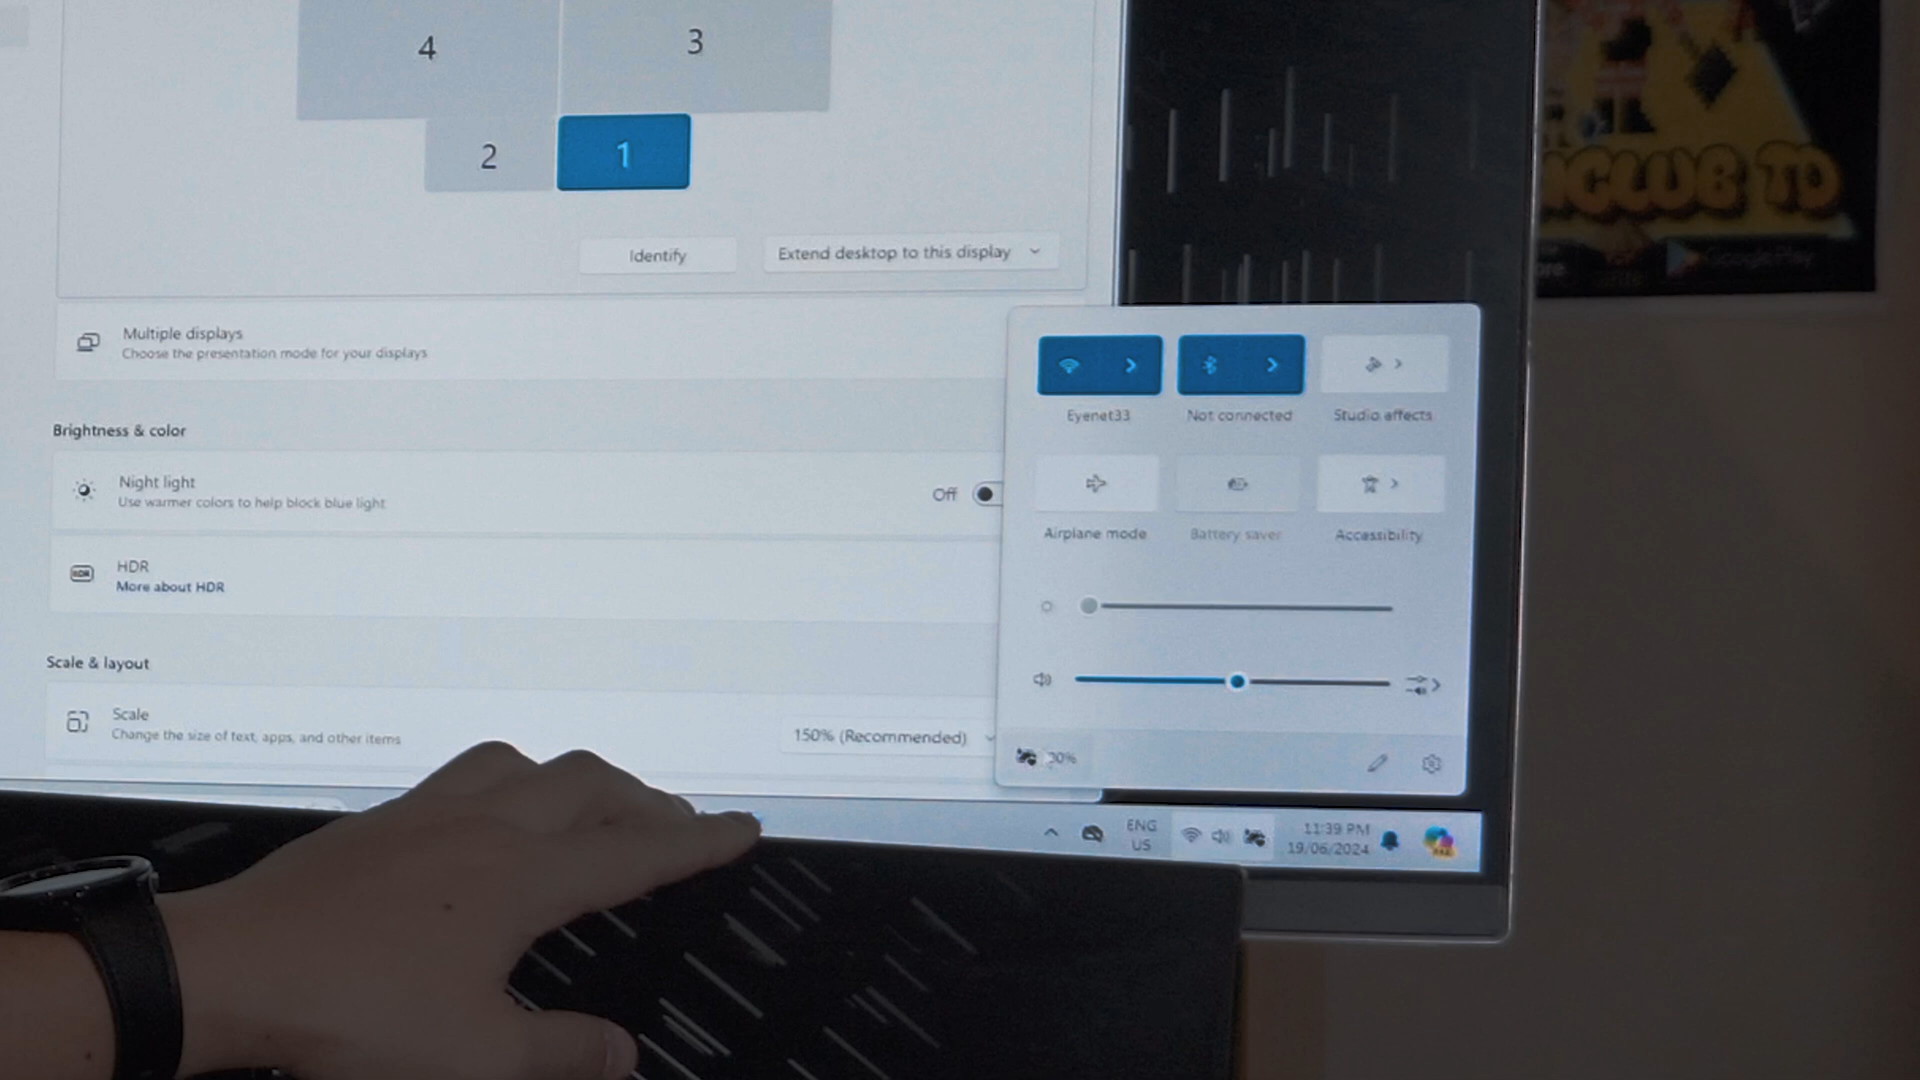 4
3
2
1
Identify
Extend desktop to this display
Multiple displays
Choose the presentation mode for your displays
Brightness & color
Night light
Use warmer colors to help block blue light
Off
HDR
More about HDR
Scale & layout
Scale
Change the size of text, apps, and other items
150% (Recommended)
Eyenet33
Not connected
Studio effects
Airplane mode
Battery saver
Accessibility
ENG
US
11:39 PM
19/06/2024
TD
Google Play